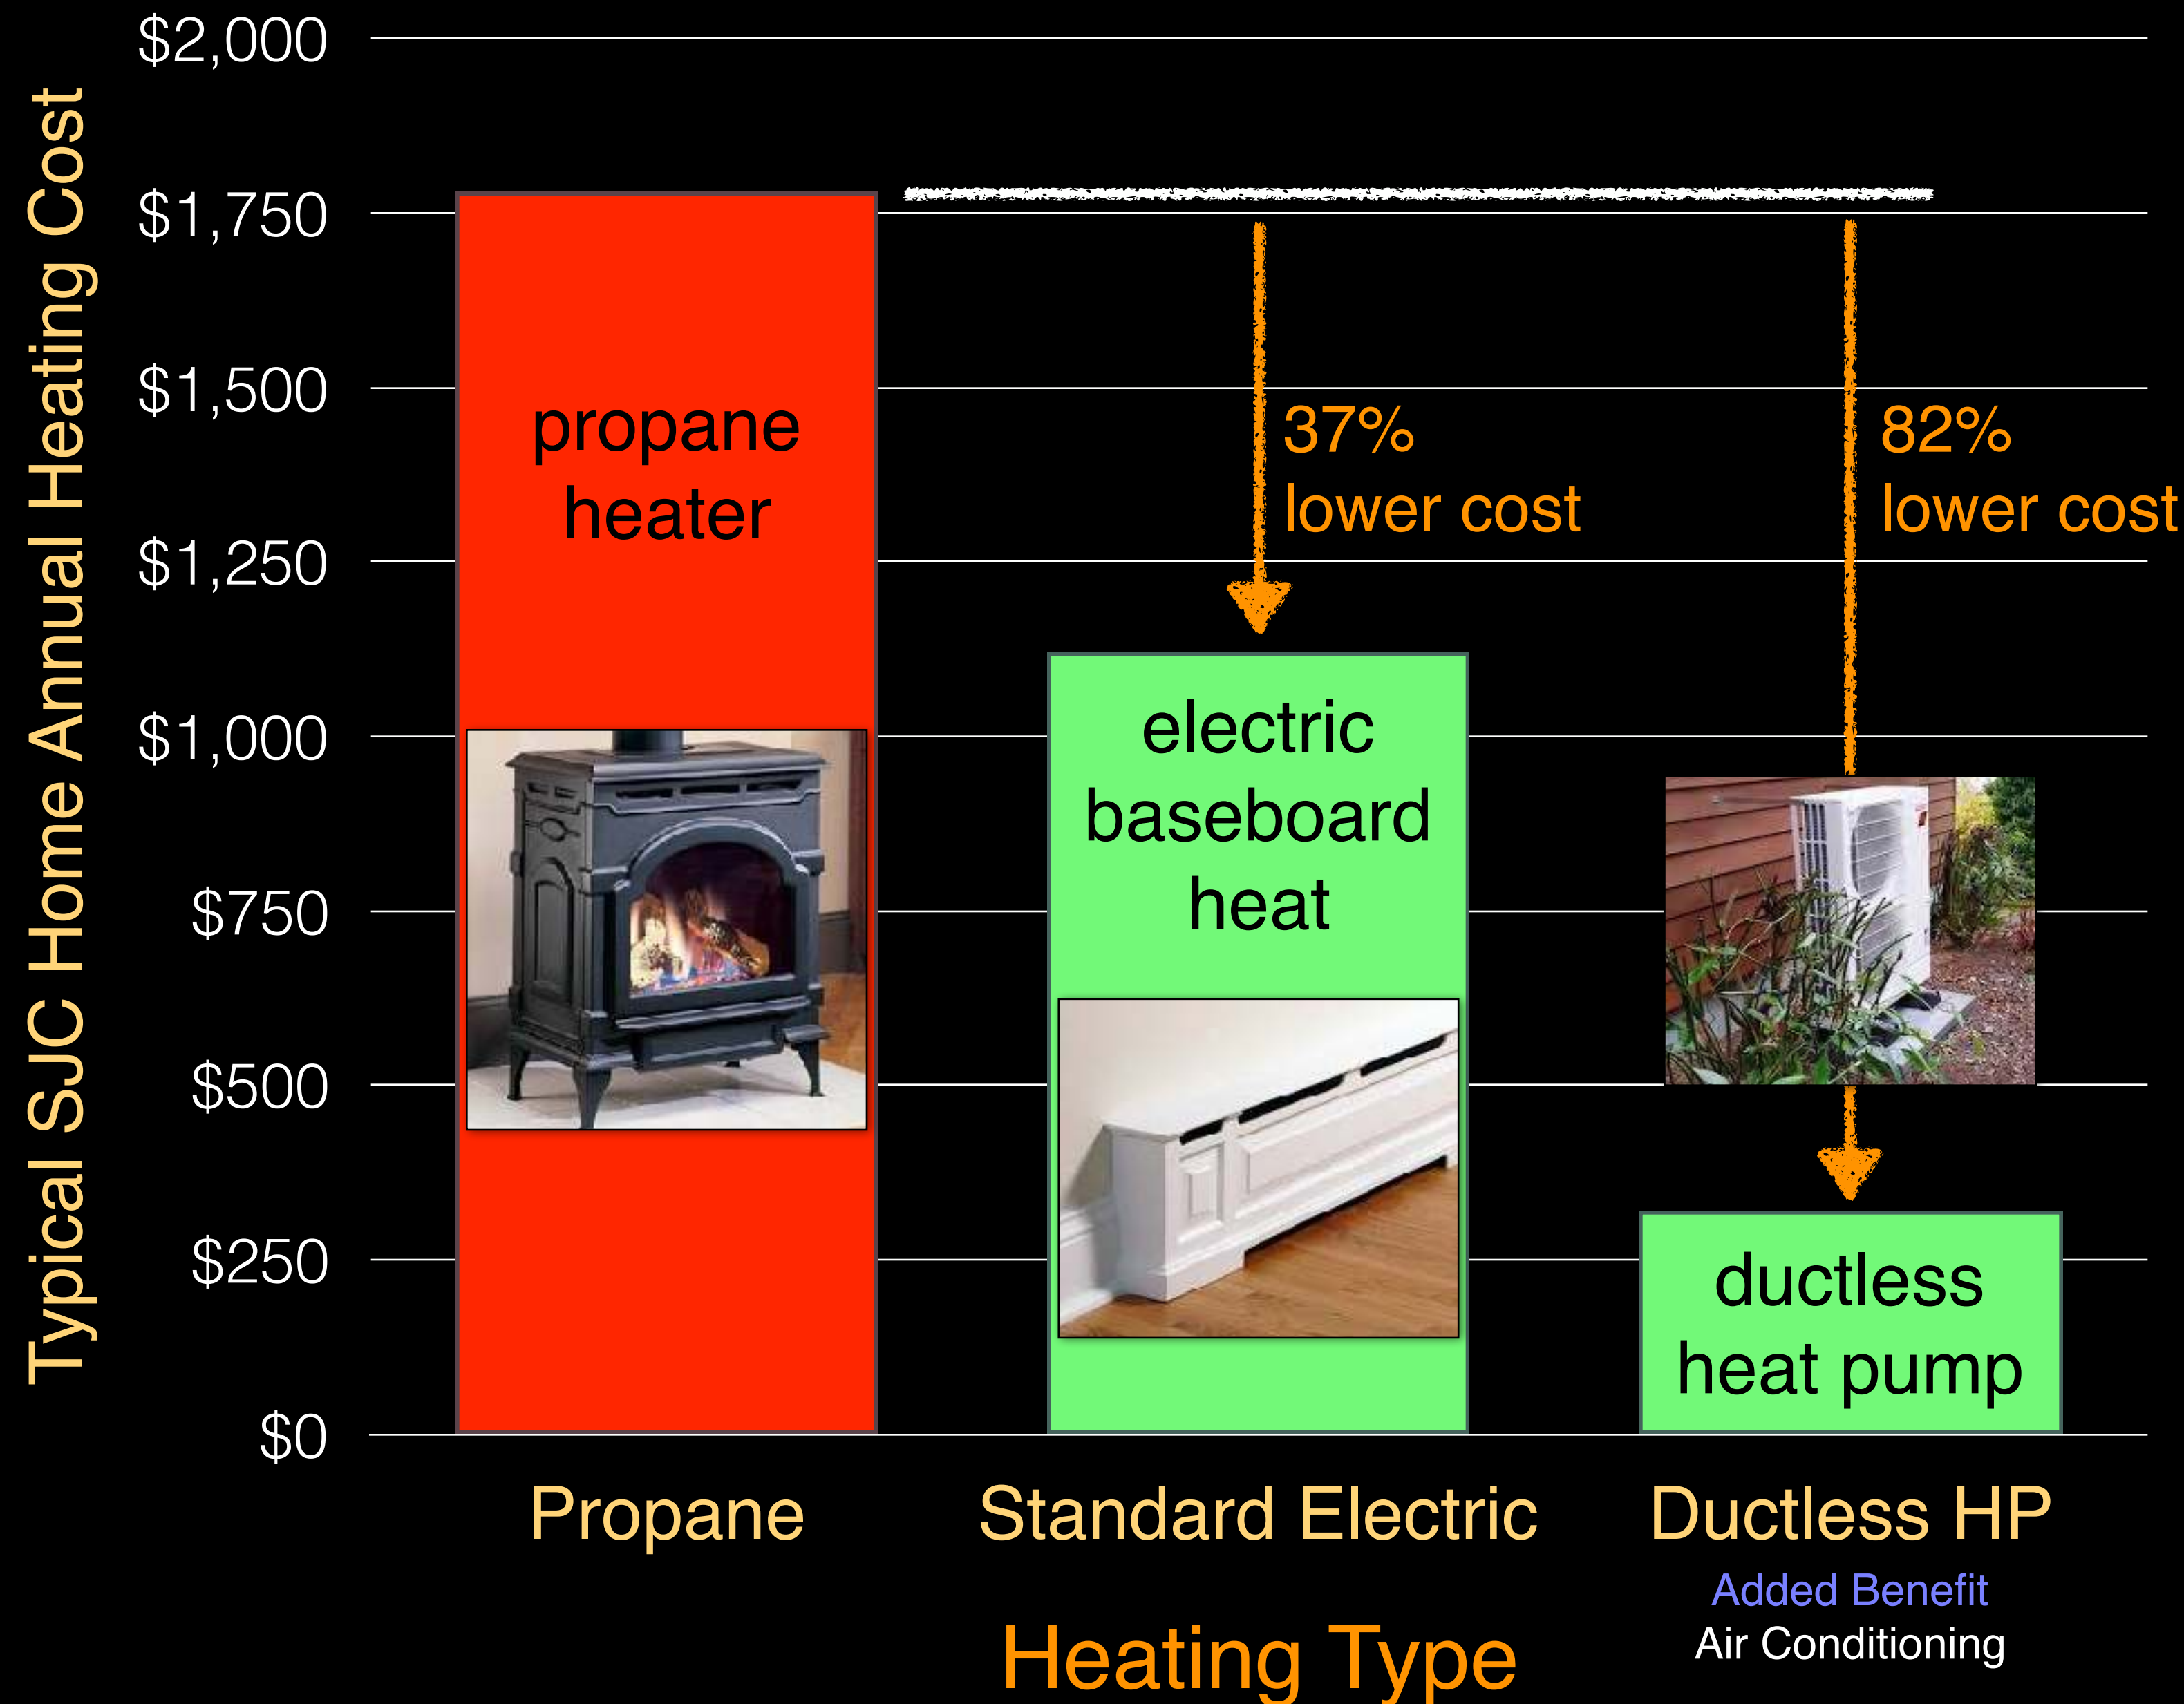 Typical SJC Home Annual Heating Cost
$2,000
$1,750
$1,500
$1,250
$1,000
$750
$500
$250
$0
propane
heater
37%
lower cost
82%
lower cost
electric
baseboard
heat
ductless
heat pump
Propane
Standard Electric
Ductless HP
Added Benefit
Air Conditioning
Heating Type